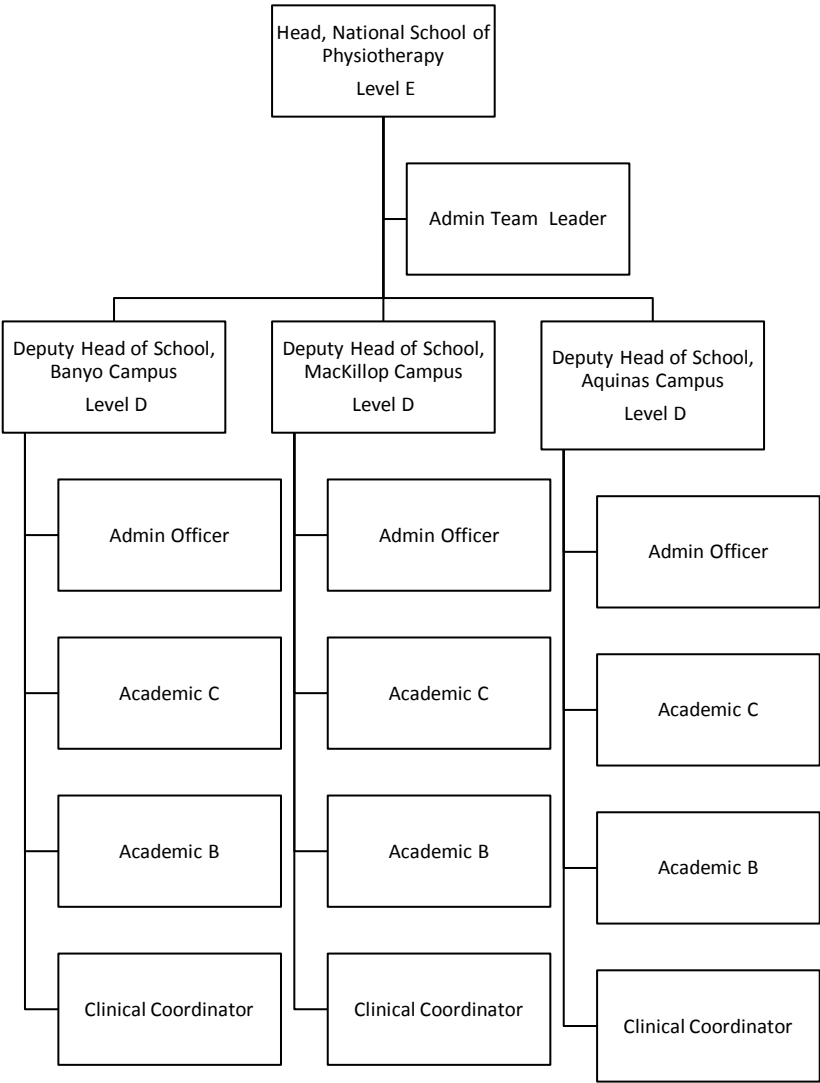 Head, National School of
Physiotherapy
Level E
Admin Team Leader
Deputy Head of School,
Banyo Campus
Level D
Deputy Head of School,
MacKillop Campus
Level D
Deputy Head of School,
Aquinas Campus
Level D
Admin Officer
Admin Officer
Admin Officer
Academic C
Academic C
Academic C
Academic B
Academic B
Academic B
Clinical Coordinator
Clinical Coordinator
Clinical Coordinator